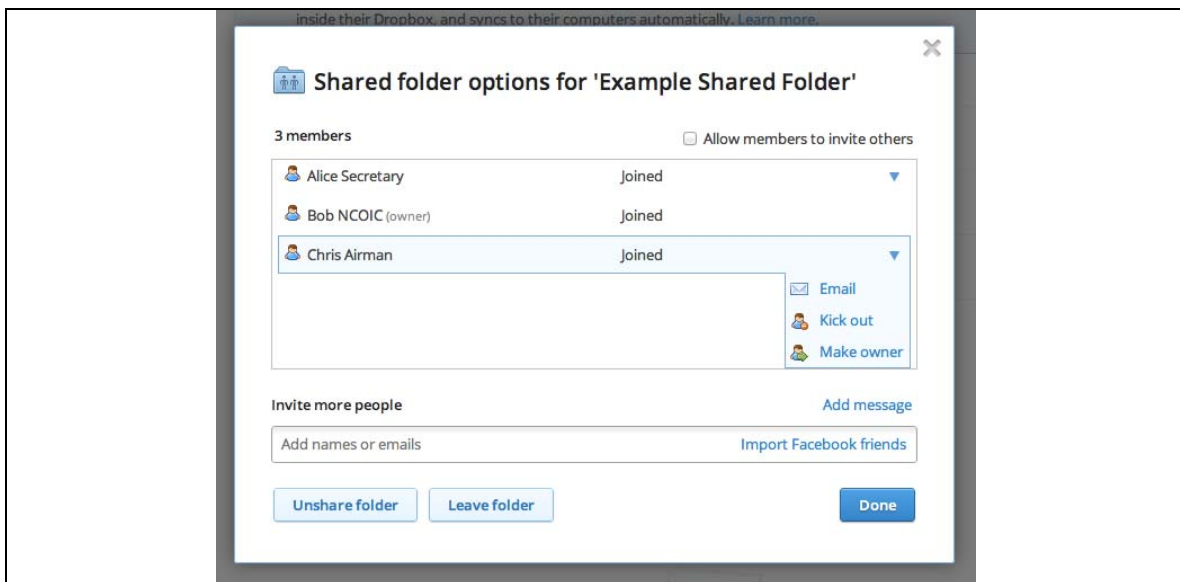 inside their Dropbox, and syncs to their computers automatically. Learn more.
Shared folder options for 'Example Shared Folder'
3 members Allow members to invite others
Alice Secretary Joined
Bob NCOIC (owner) Joined
Chris Airman Joined
Email
Kick out
Make owner
Invite more people Add message
Add names or emails Import Facebook friends
Unshare folder Leave folder Done